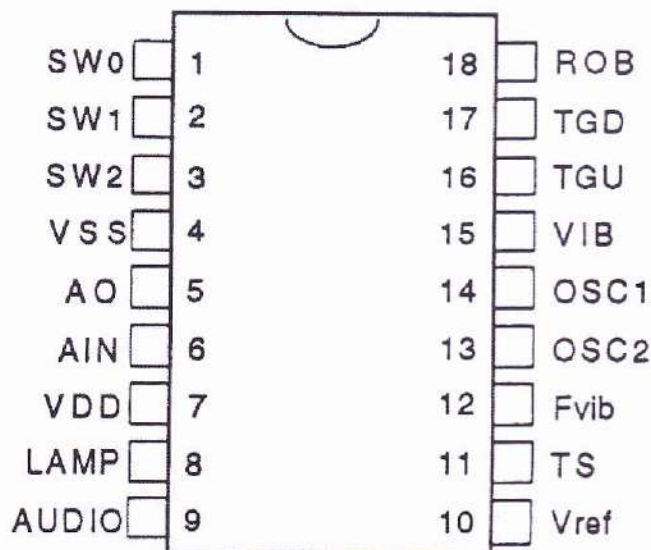 SW0 1 18 ROB
SW1 2 17 TGD
SW2 3 16 TGU
VSS 4 15 VIB
AO 5 14 OSC1
AIN 6 13 OSC2
VDD 7 12 Fvib
LAMP 8 11 TS
AUDIO 9 10 Vref